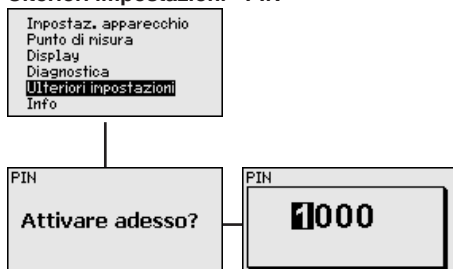 Ulteriori impostazioni - PIN
Impostaz. apparecchio
Punto di misura
Display
Diagnostica
Ulteriori impostazioni
Info
PIN
Attivare adesso?
PIN
1000